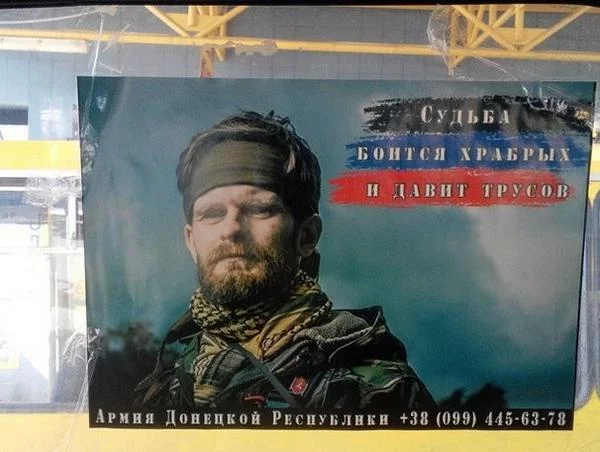 Судьба
боится храбрых
и давит трусов
Армия Донецкой Республики +38 (099) 445-63-78